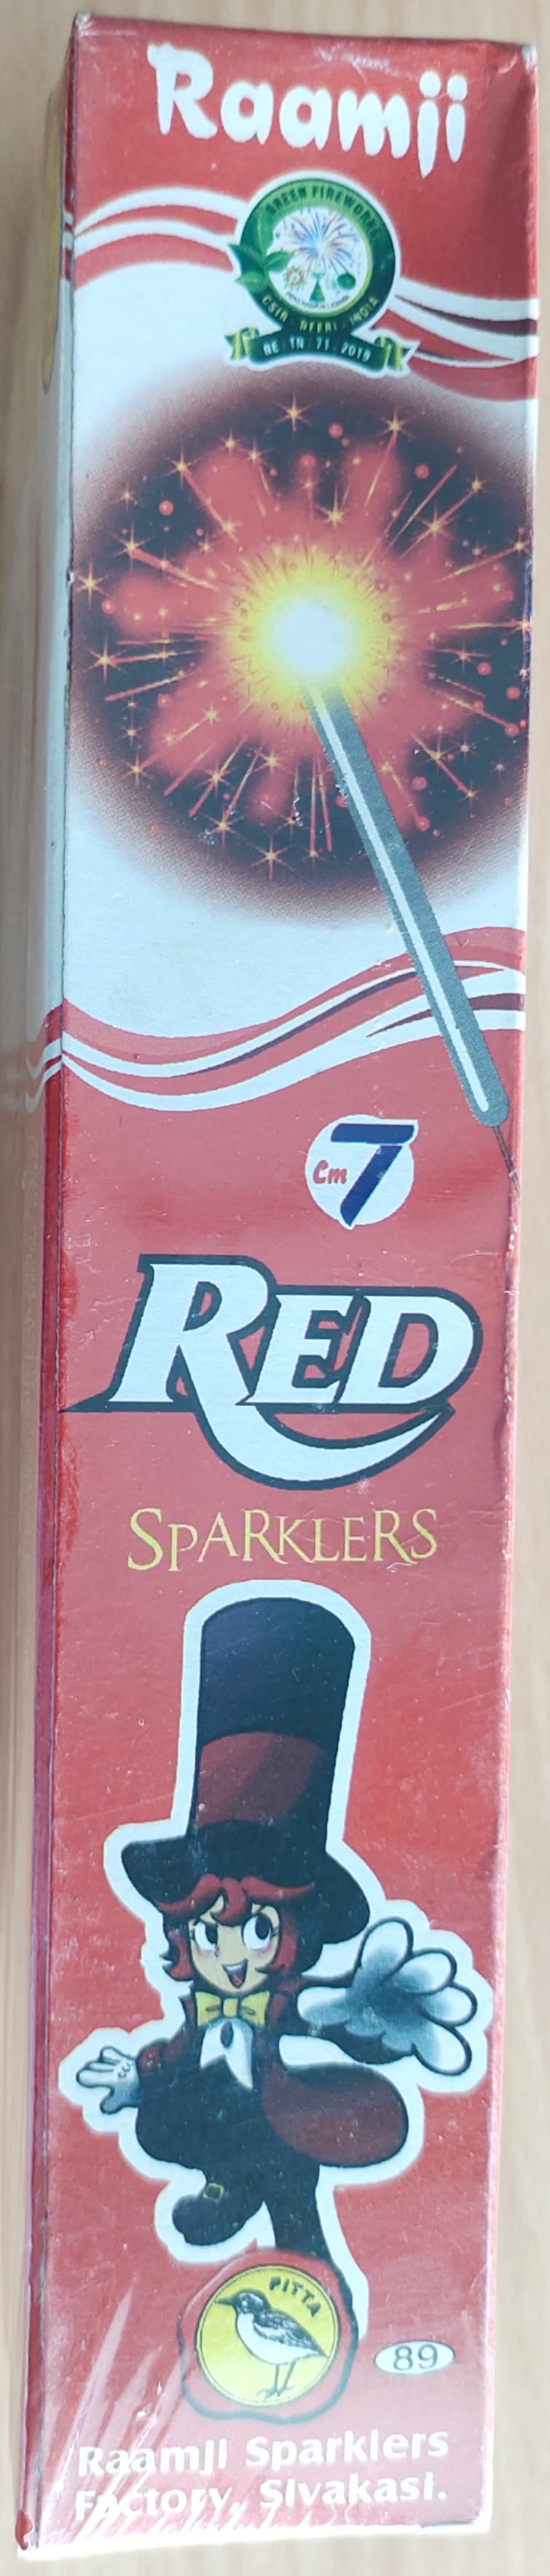 Raamji
GREEN FIREWORKS
CSIR - NEERI - INDIA
NE : TN : 71 : 2019
Cm 7
RED
SPARKLERS
PITTA
89
Raamji Sparklers
Factory, Sivakasi.